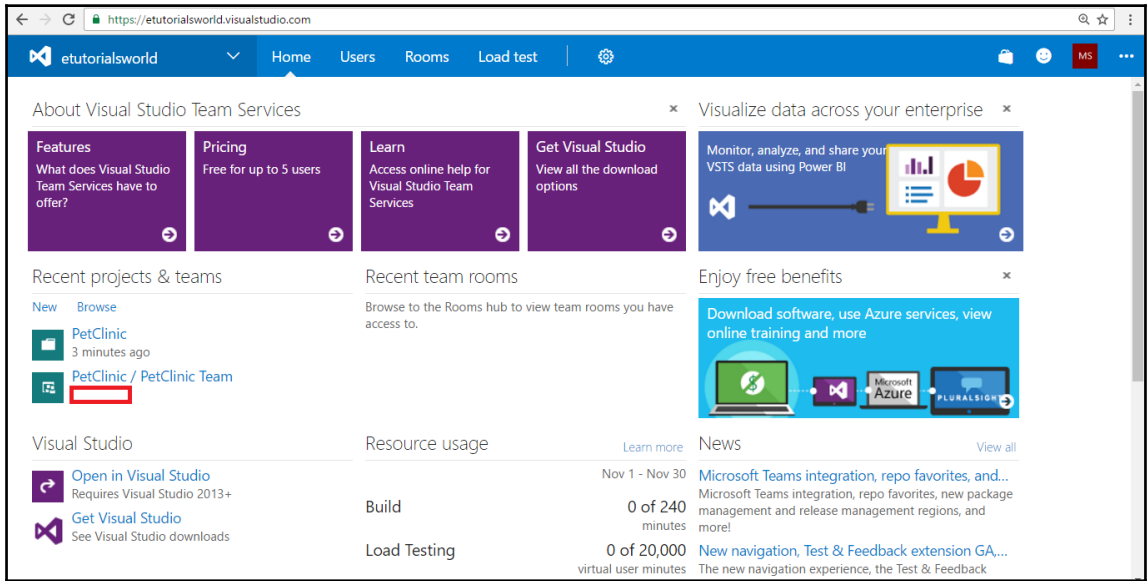 https://etutorialsworld.visualstudio.com
etutorialsworld Home Users Rooms Load test MS
About Visual Studio Team Services
Features
What does Visual Studio
Team Services have to
offer?
Pricing
Free for up to 5 users
Learn
Access online help for
Visual Studio Team
Services
Get Visual Studio
View all the download
options
Visualize data across your enterprise
Monitor, analyze, and share your
VSTS data using Power BI
Recent projects & teams
New Browse
PetClinic
3 minutes ago
PetClinic / PetClinic Team
Recent team rooms
Browse to the Rooms hub to view team rooms you have
access to.
Enjoy free benefits
Download software, use Azure services, view
online training and more
Microsoft
Azure
PLURALSIGHT
Visual Studio
Open in Visual Studio
Requires Visual Studio 2013+
Get Visual Studio
See Visual Studio downloads
Resource usage Learn more
Nov 1 - Nov 30
Build 0 of 240
minutes
Load Testing 0 of 20,000
virtual user minutes
News View all
Microsoft Teams integration, repo favorites, and...
Microsoft Teams integration, repo favorites, new package
management and release management regions, and
more!
New navigation, Test & Feedback extension GA,...
The new navigation experience, the Test & Feedback